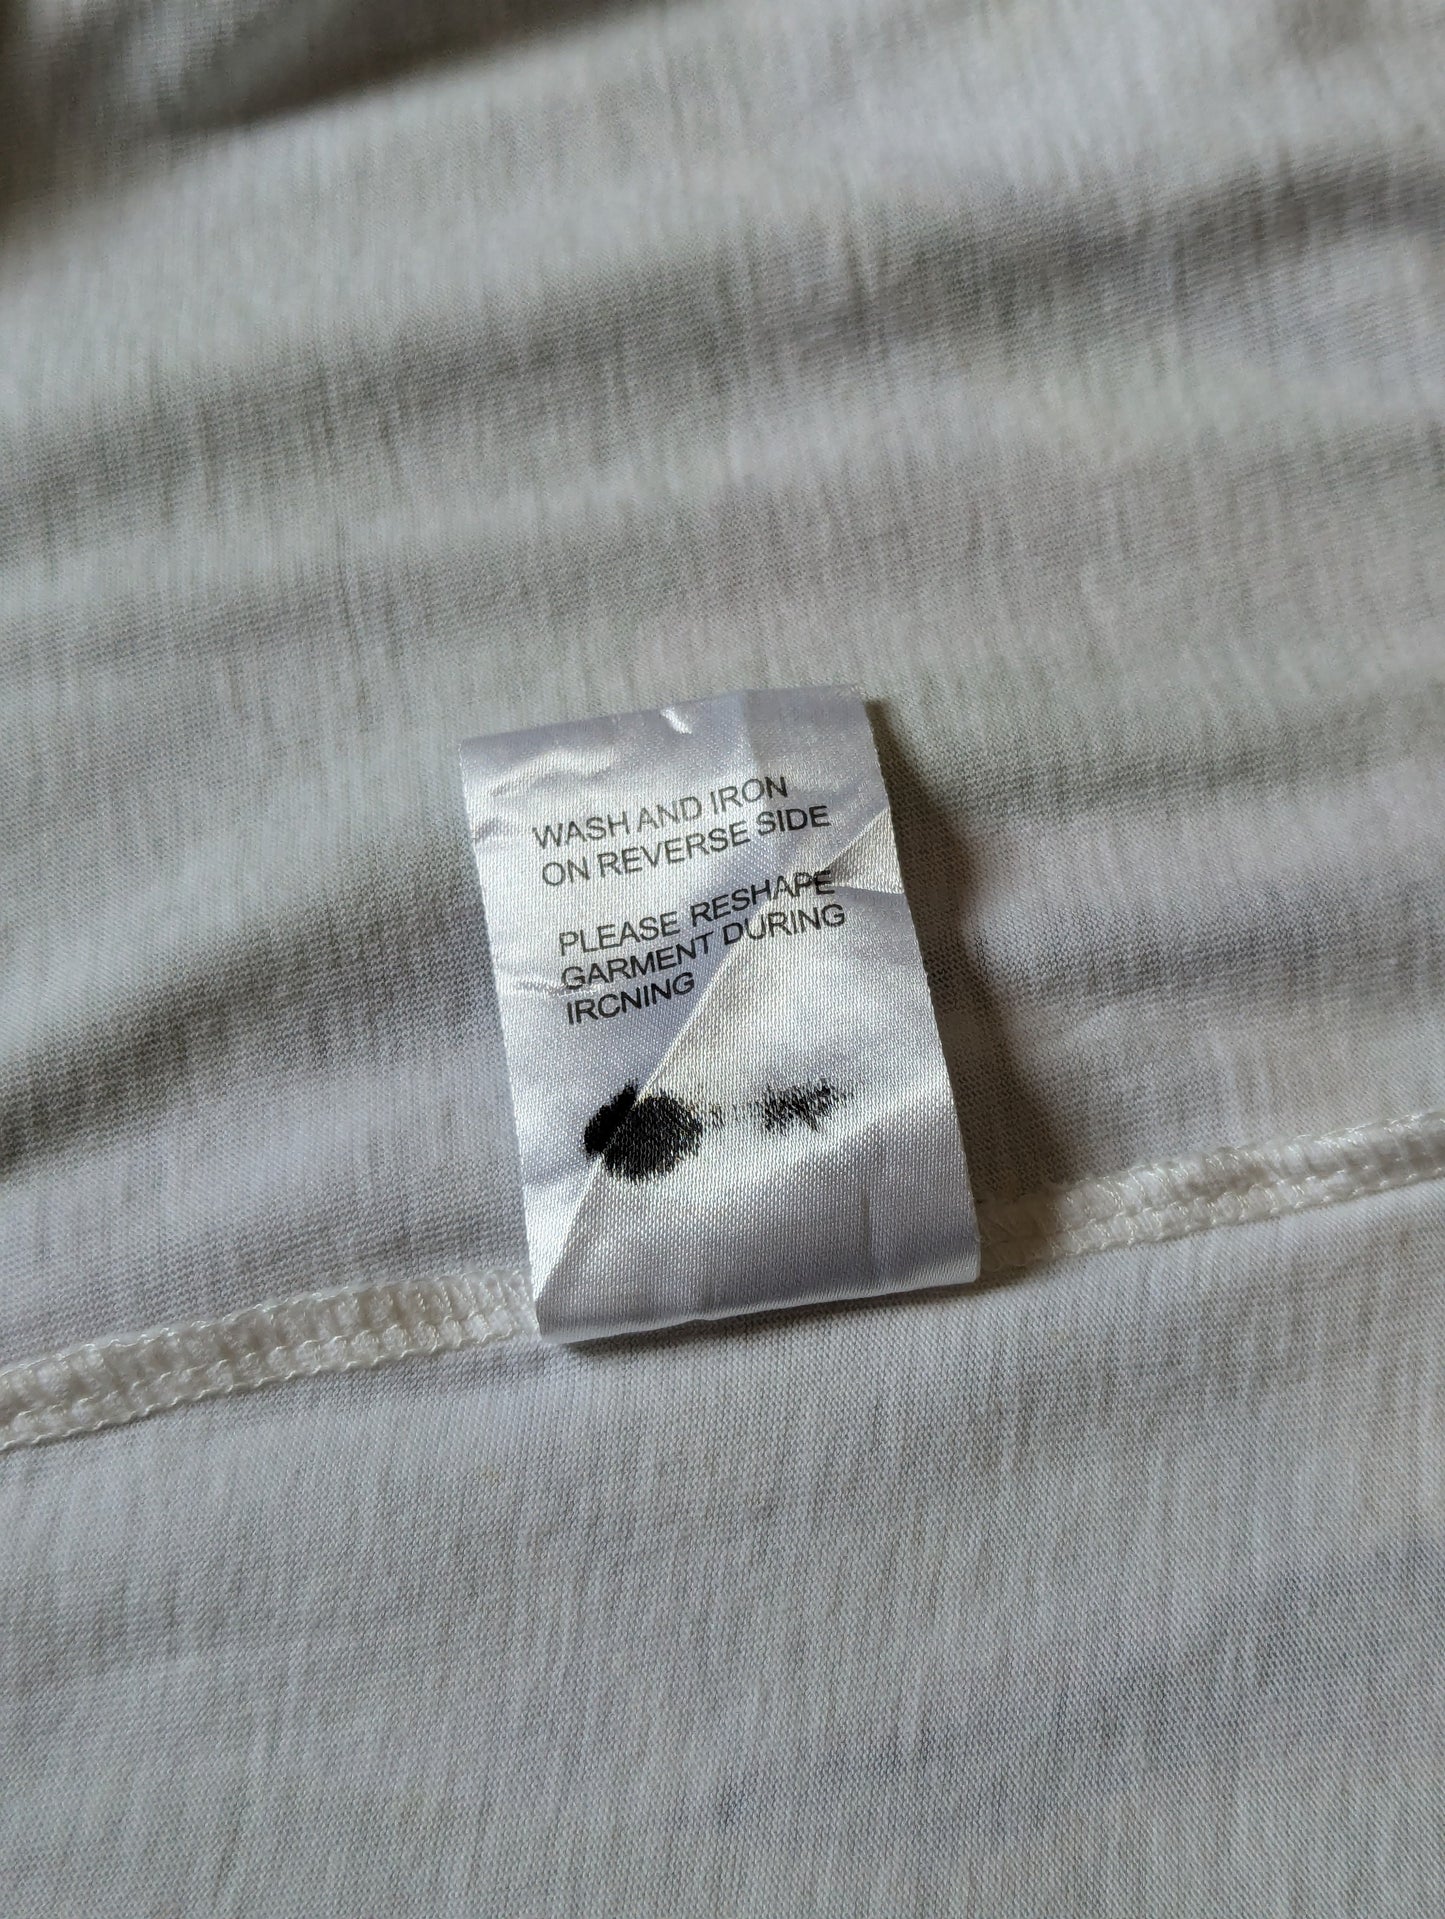 WASH AND IRON
ON REVERSE SIDE
PLEASE RESHAPE
GARMENT DURING
IRCNING